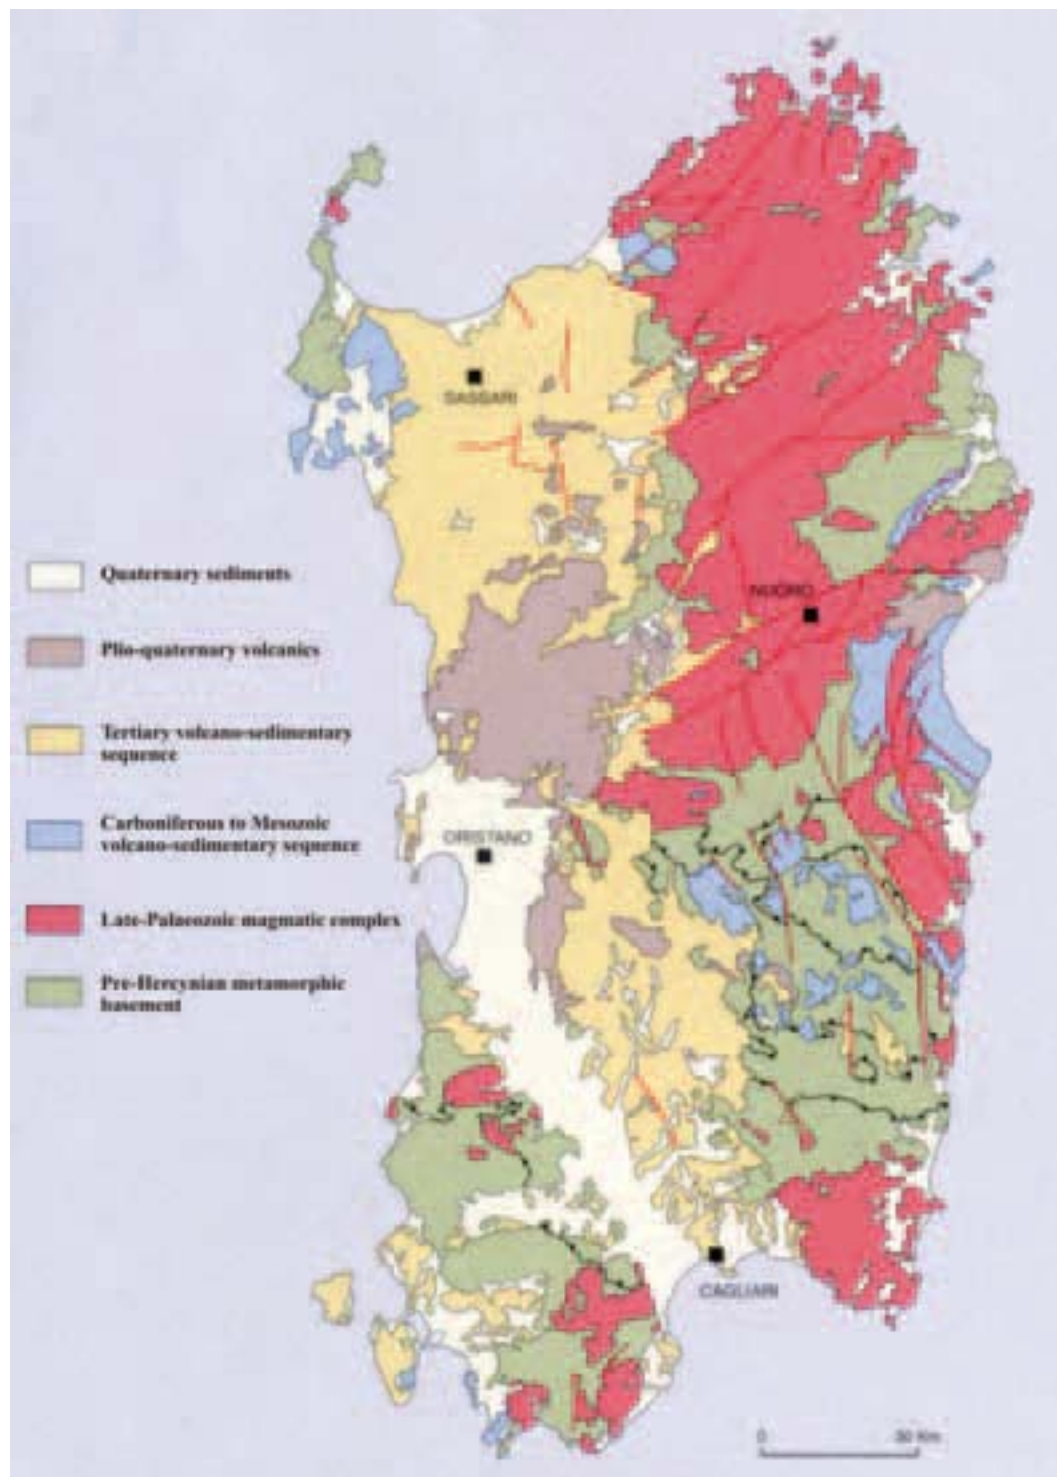 SASSARI
Quaternary sediments
NUORO
Plio-quaternary volcanics
Tertiary volcano-sedimentary
sequence
Carboniferous to Mesozoic
volcano-sedimentary sequence
ORISTANO
Late-Palaeozoic magmatic complex
Pre-Hercynian metamorphic
basement
CAGLIARI
0
Km